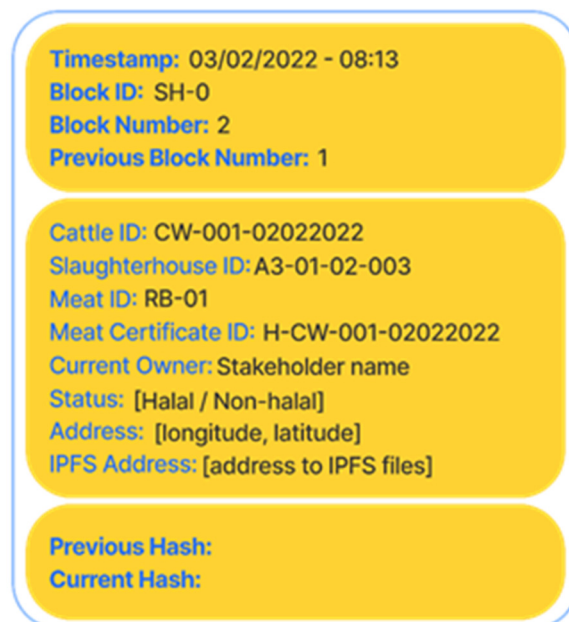 Timestamp: 03/02/2022 - 08:13
Block ID: SH-0
Block Number: 2
Previous Block Number: 1
Cattle ID: CW-001-02022022
Slaughterhouse ID: A3-01-02-003
Meat ID: RB-01
Meat Certificate ID: H-CW-001-02022022
Current Owner: Stakeholder name
Status: [Halal / Non-halal]
Address: [longitude, latitude]
IPFS Address: [address to IPFS files]
Previous Hash:
Current Hash: